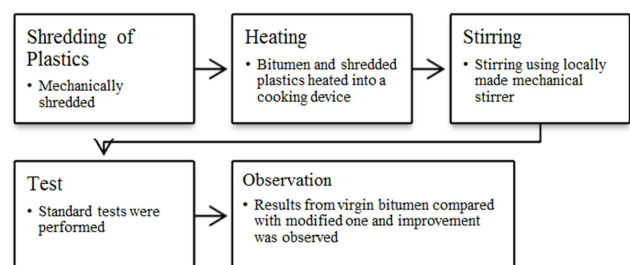 Shredding of
Plastics
• Mechanically
shredded
Heating
• Bitumen and shredded
plastics heated into a
cooking device
Stirring
• Stirring using locally
made mechanical
stirrer
Test
• Standard tests were
performed
Observation
• Results from virgin bitumen compared
with modified one and improvement
was observed